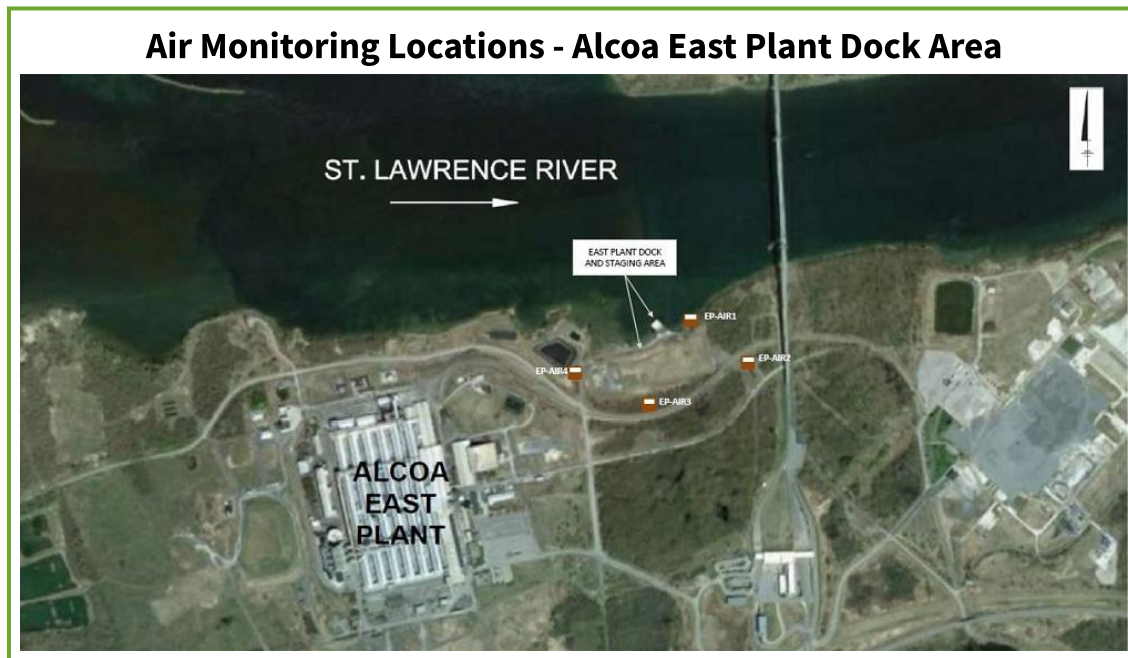 Air Monitoring Locations - Alcoa East Plant Dock Area
ST. LAWRENCE RIVER
EAST PLANT DOCK
AND STAGING AREA
EP-AIR1
EP-AIR2
EP-AIR4
EP-AIR3
ALCOA
EAST
PLANT